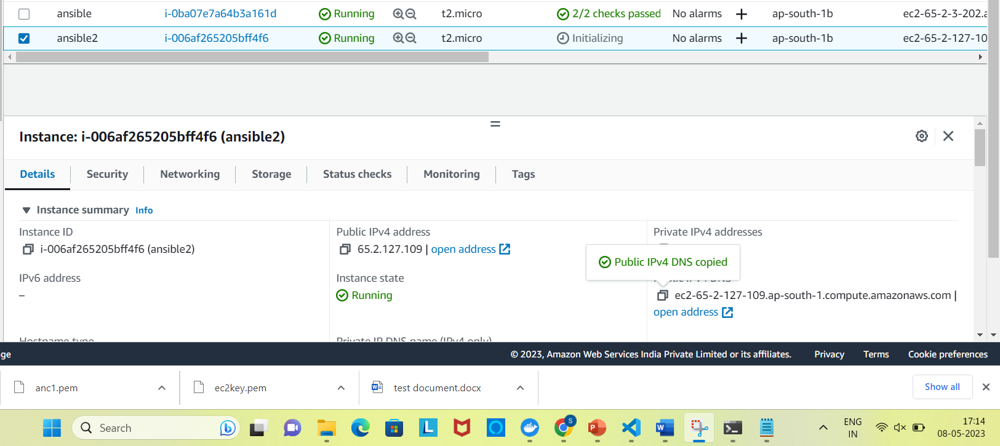 ansible i-0ba07e7a64b3a161d Running t2.micro 2/2 checks passed No alarms + ap-south-1b ec2-65-2-3-202.a
ansible2 i-006af265205bff4f6 Running t2.micro Initializing No alarms + ap-south-1b ec2-65-2-127-10
Instance: i-006af265205bff4f6 (ansible2)
Details Security Networking Storage Status checks Monitoring Tags
Instance summary Info
Instance ID Public IPv4 address Private IPv4 addresses
i-006af265205bff4f6 (ansible2) 65.2.127.109 | open address
Public IPv4 DNS copied
IPv6 address Instance state Public IPv4 DNS
– Running ec2-65-2-127-109.ap-south-1.compute.amazonaws.com |
open address
Hostname type Private IP DNS name (IPv4 only)
ge © 2023, Amazon Web Services India Private Limited or its affiliates. Privacy Terms Cookie preferences
anc1.pem ec2key.pem test document.docx Show all
Search ENG 17:14
IN 08-05-2023